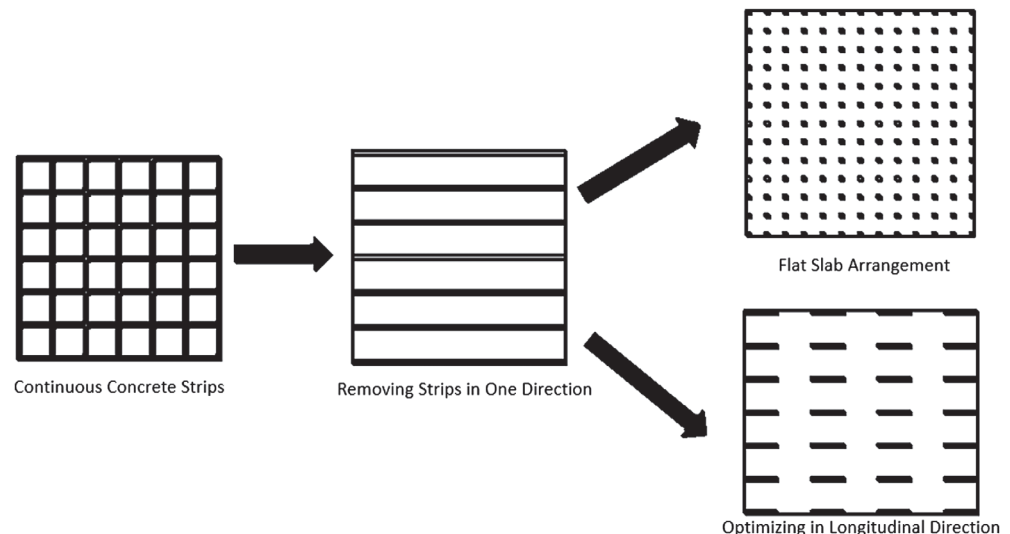 Continuous Concrete Strips
Removing Strips in One Direction
Flat Slab Arrangement
Optimizing in Longitudinal Direction